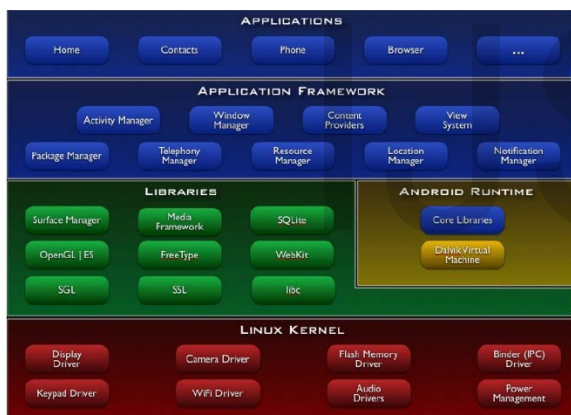 APPLICATIONS
Home
Contacts
Phone
Browser
...
APPLICATION FRAMEWORK
Activity Manager
Window
Manager
Content
Providers
View
System
Package Manager
Telephony
Manager
Resource
Manager
Location
Manager
Notification
Manager
LIBRARIES
ANDROID RUNTIME
Surface Manager
Media
Framework
SQLite
Core Libraries
OpenGL | ES
FreeType
WebKit
Dalvik Virtual
Machine
SGL
SSL
libc
LINUX KERNEL
Display
Driver
Camera Driver
Flash Memory
Driver
Binder (IPC)
Driver
Keypad Driver
WiFi Driver
Audio
Drivers
Power
Management